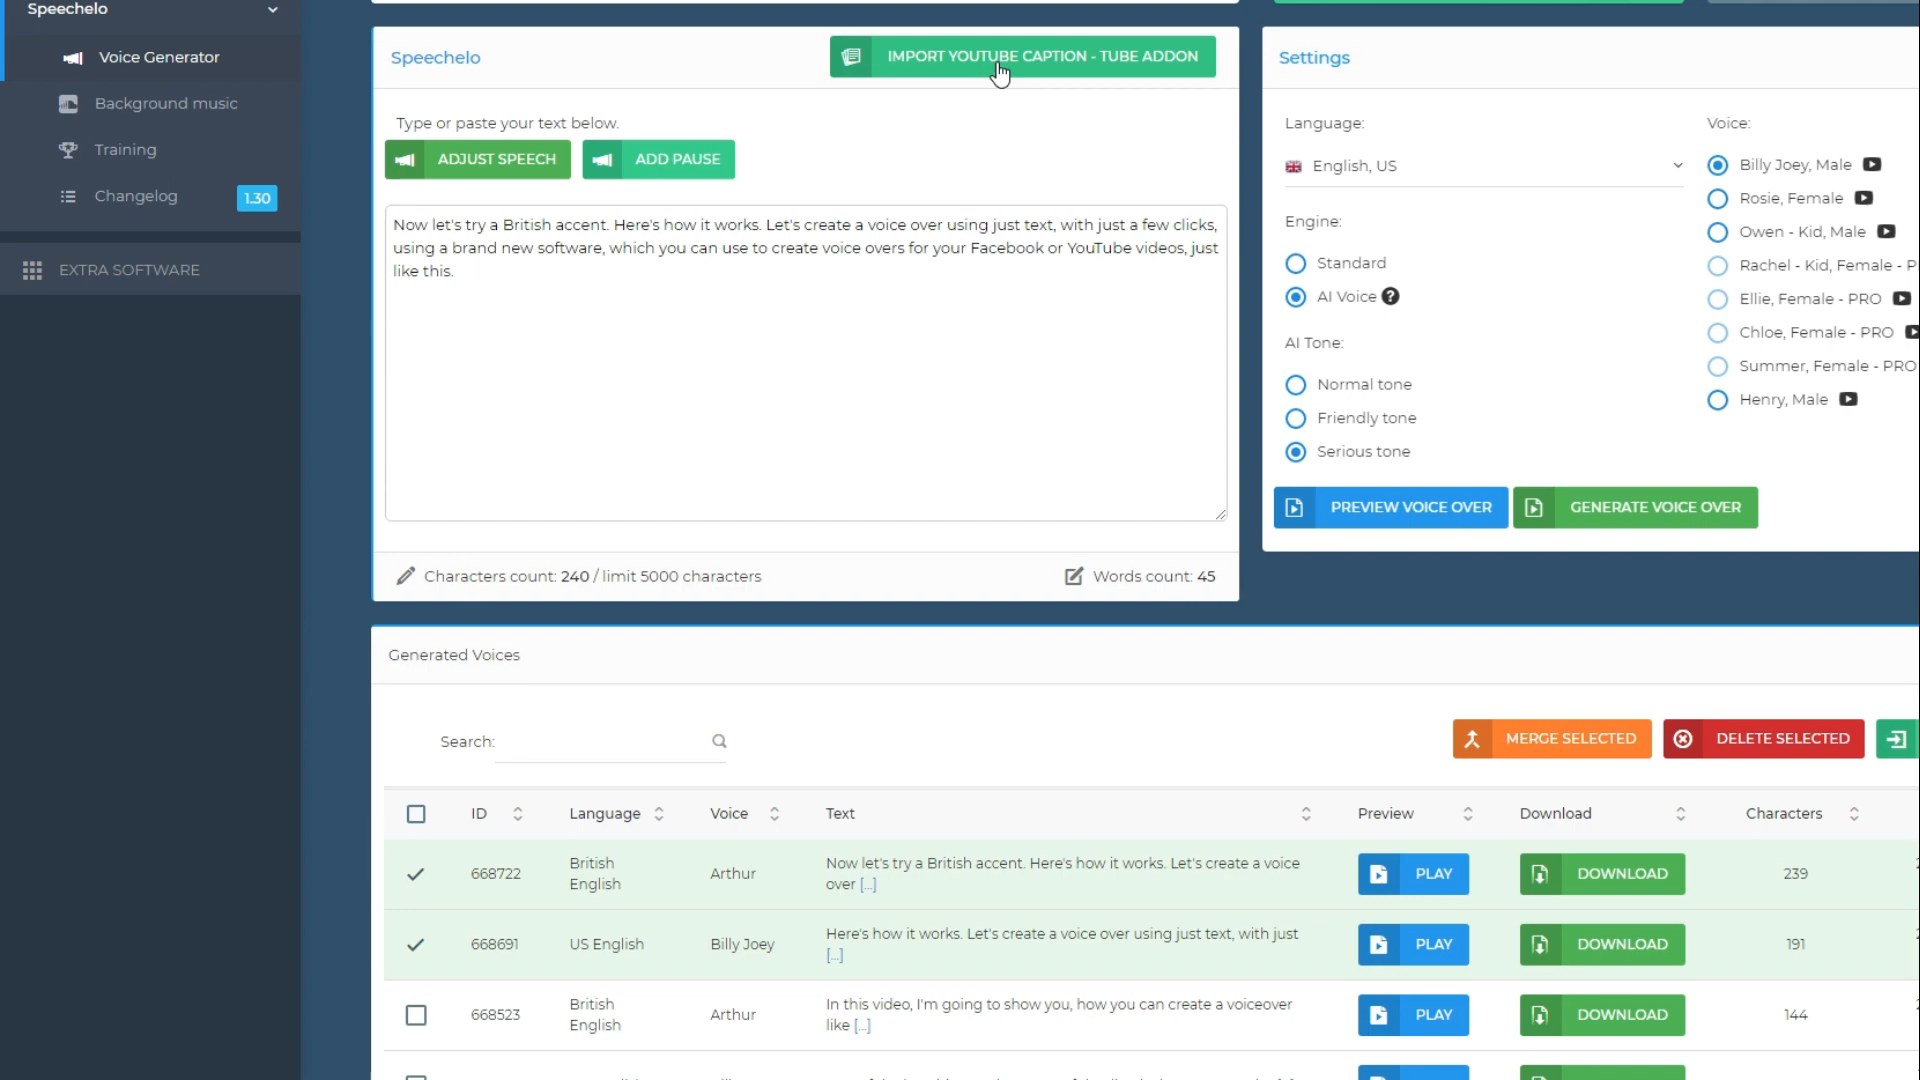 Speechelo
Voice Generator
Background music
Training
Changelog 1.30
EXTRA SOFTWARE
Speechelo
IMPORT YOUTUBE CAPTION - TUBE ADDON
Type or paste your text below.
ADJUST SPEECH ADD PAUSE
Now let's try a British accent. Here's how it works. Let's create a voice over using just text, with just a few clicks,
using a brand new software, which you can use to create voice overs for your Facebook or YouTube videos, just
like this.
Characters count: 240 / limit 5000 characters
Words count: 45
Settings
Language:
English, US
Engine:
Standard
AI Voice ?
AI Tone:
Normal tone
Friendly tone
Serious tone
Voice:
Billy Joey, Male
Rosie, Female
Owen - Kid, Male
Rachel - Kid, Female - P
Ellie, Female - PRO
Chloe, Female - PRO
Summer, Female - PRO
Henry, Male
PREVIEW VOICE OVER GENERATE VOICE OVER
Generated Voices
Search:
MERGE SELECTED DELETE SELECTED
ID Language Voice Text Preview Download Characters
668722 British English Arthur Now let's try a British accent. Here's how it works. Let's create a voice
over [...] PLAY DOWNLOAD 239
668691 US English Billy Joey Here's how it works. Let's create a voice over using just text, with just
[...] PLAY DOWNLOAD 191
668523 British English Arthur In this video, I'm going to show you, how you can create a voiceover
like [...] PLAY DOWNLOAD 144